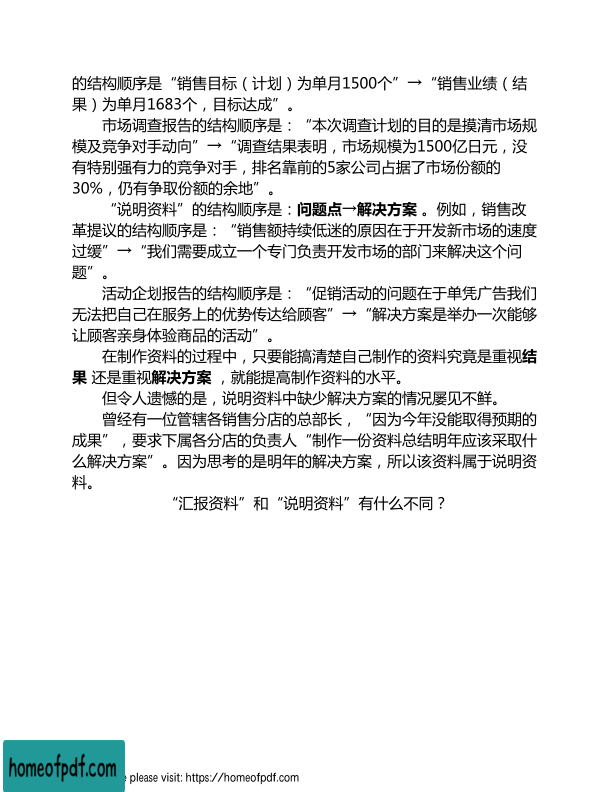 的结构顺序是“销售目标（计划）为单月1500个”→“销售业绩（结
果）为单月1683个，目标达成”。
市场调查报告的结构顺序是：“本次调查计划的目的是摸清市场规
模及竞争对手动向”→“调查结果表明，市场规模为1500亿日元，没
有特别强有力的竞争对手，排名靠前的5家公司占据了市场份额的
30%，仍有争取份额的余地”。
“说明资料”的结构顺序是：问题点→解决方案 。例如，销售改
革提议的结构顺序是：“销售额持续低迷的原因在于开发新市场的速度
过缓”→“我们需要成立一个专门负责开发市场的部门来解决这个问
题”。
活动企划报告的结构顺序是：“促销活动的问题在于单凭广告我们
无法把自己在服务上的优势传达给顾客”→“解决方案是举办一次能够
让顾客亲身体验商品的活动”。
在制作资料的过程中，只要能搞清楚自己制作的资料究竟是重视结
果 还是重视解决方案 ，就能提高制作资料的水平。
但令人遗憾的是，说明资料中缺少解决方案的情况屡见不鲜。
曾经有一位管辖各销售分店的总部长，“因为今年没能取得预期的
成果”，要求下属各分店的负责人“制作一份资料总结明年应该采取什
么解决方案”。因为思考的是明年的解决方案，所以该资料属于说明资
料。
“汇报资料”和“说明资料”有什么不同？
homeofpdf.com
e please visit: https://homeofpdf.com